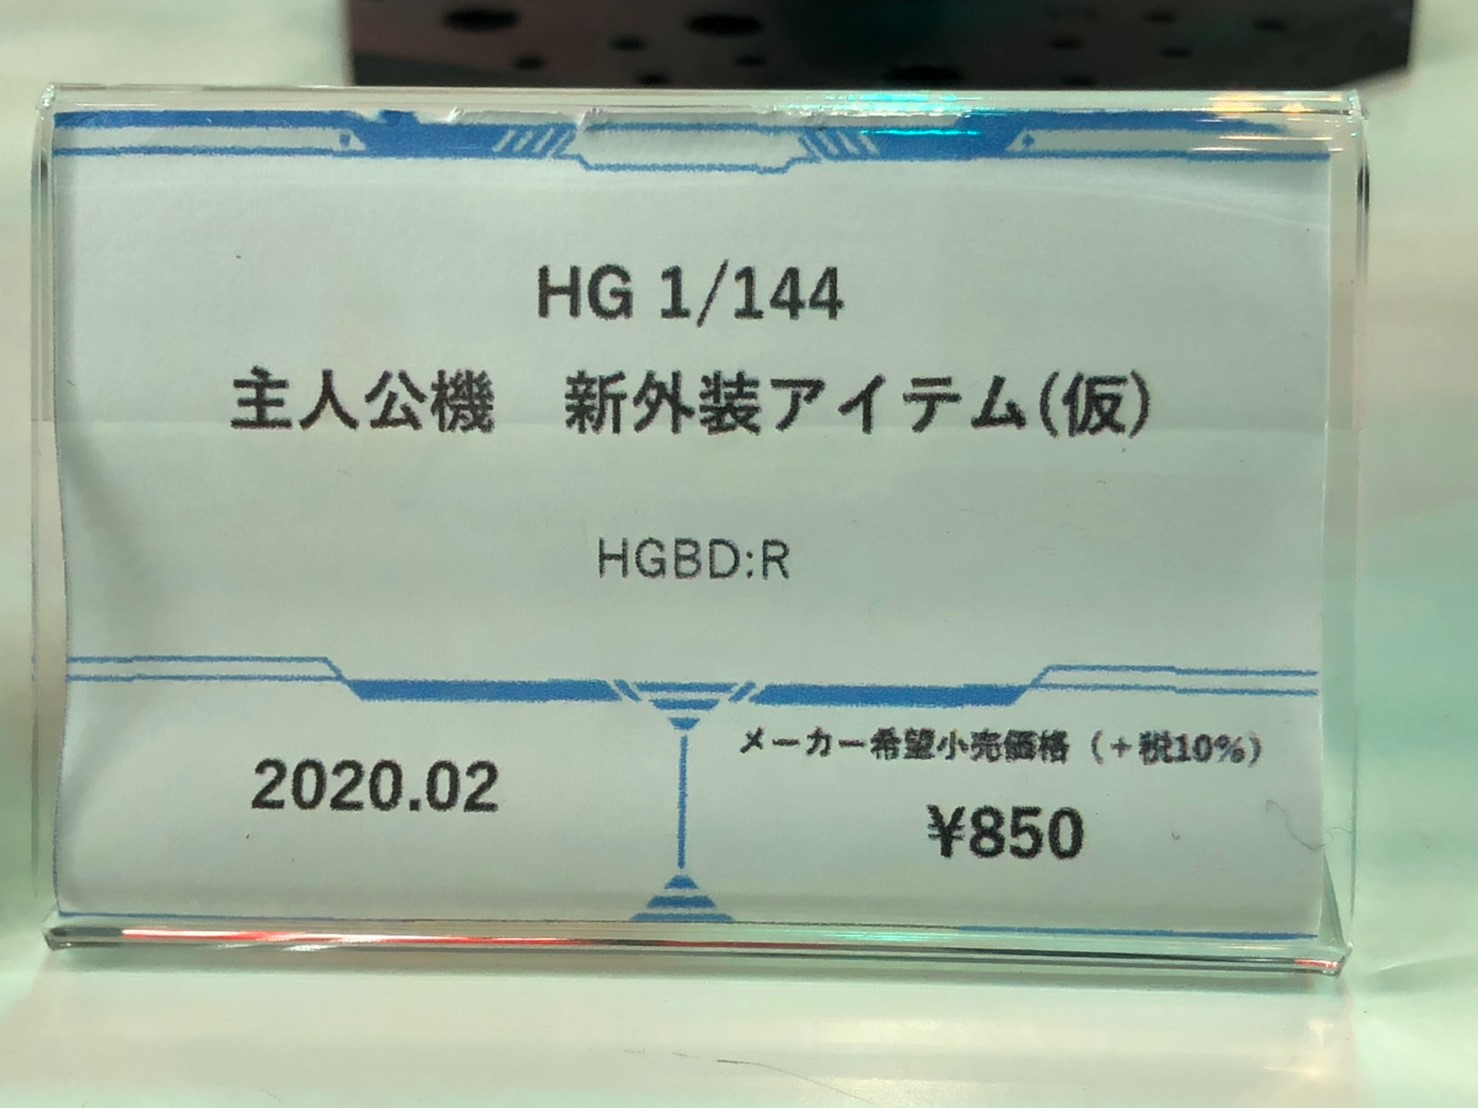 HG 1/144
主人公機　新外装アイテム(仮)
HGBD:R
2020.02
メーカー希望小売価格（+税10%）
¥850